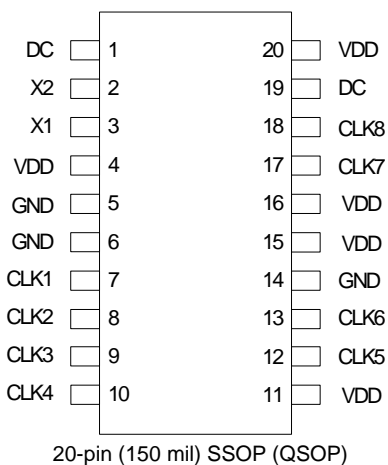 DC 1 20 VDD
X2 2 19 DC
X1 3 18 CLK8
VDD 4 17 CLK7
GND 5 16 VDD
GND 6 15 VDD
CLK1 7 14 GND
CLK2 8 13 CLK6
CLK3 9 12 CLK5
CLK4 10 11 VDD
20-pin (150 mil) SSOP (QSOP)